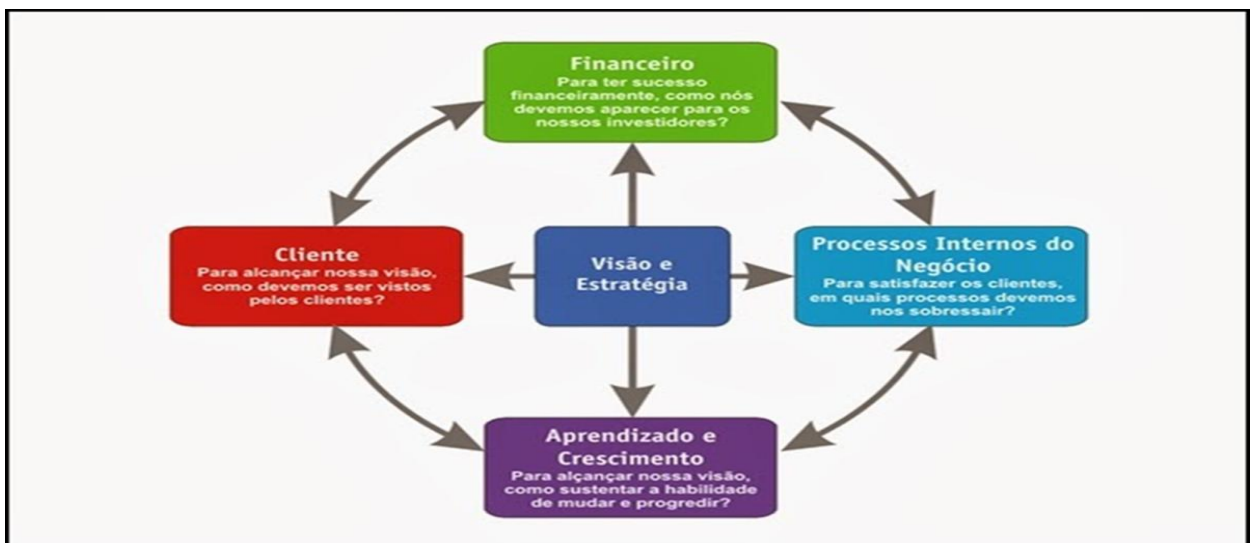 Financeiro
Para ter sucesso
financeiramente, como nós
devemos aparecer para os
nossos investidores?
Cliente
Para alcançar nossa visão,
como devemos ser vistos
pelos clientes?
Visão e
Estratégia
Processos Internos do
Negócio
Para satisfazer os clientes,
em quais processos devemos
nos sobressair?
Aprendizado e
Crescimento
Para alçançar nossa visão,
como sustentar a habilidade
de mudar e progredir?